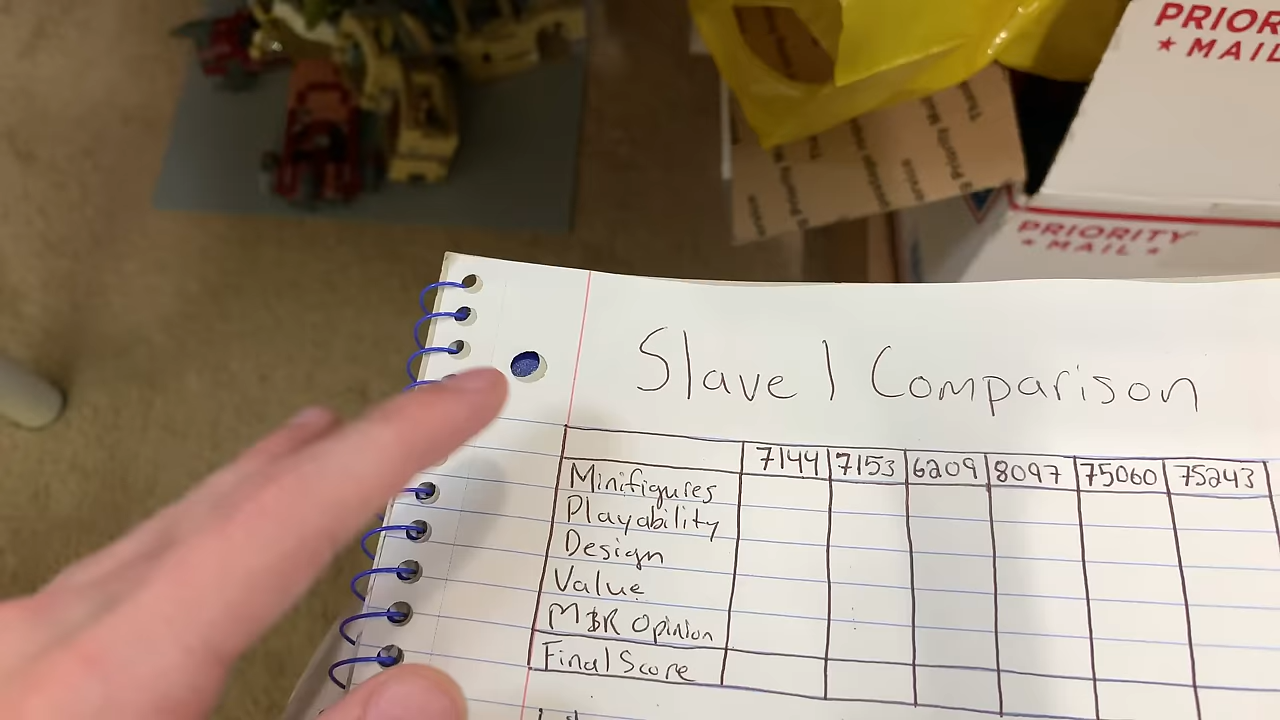 PRIOR
★ MAIL
PRIORITY
★ MAIL ★
Slave 1 Comparison
7144 7153 6209 8097 75060 75243
Minifigures
Playability
Design
Value
M$R Opinion
Final Score